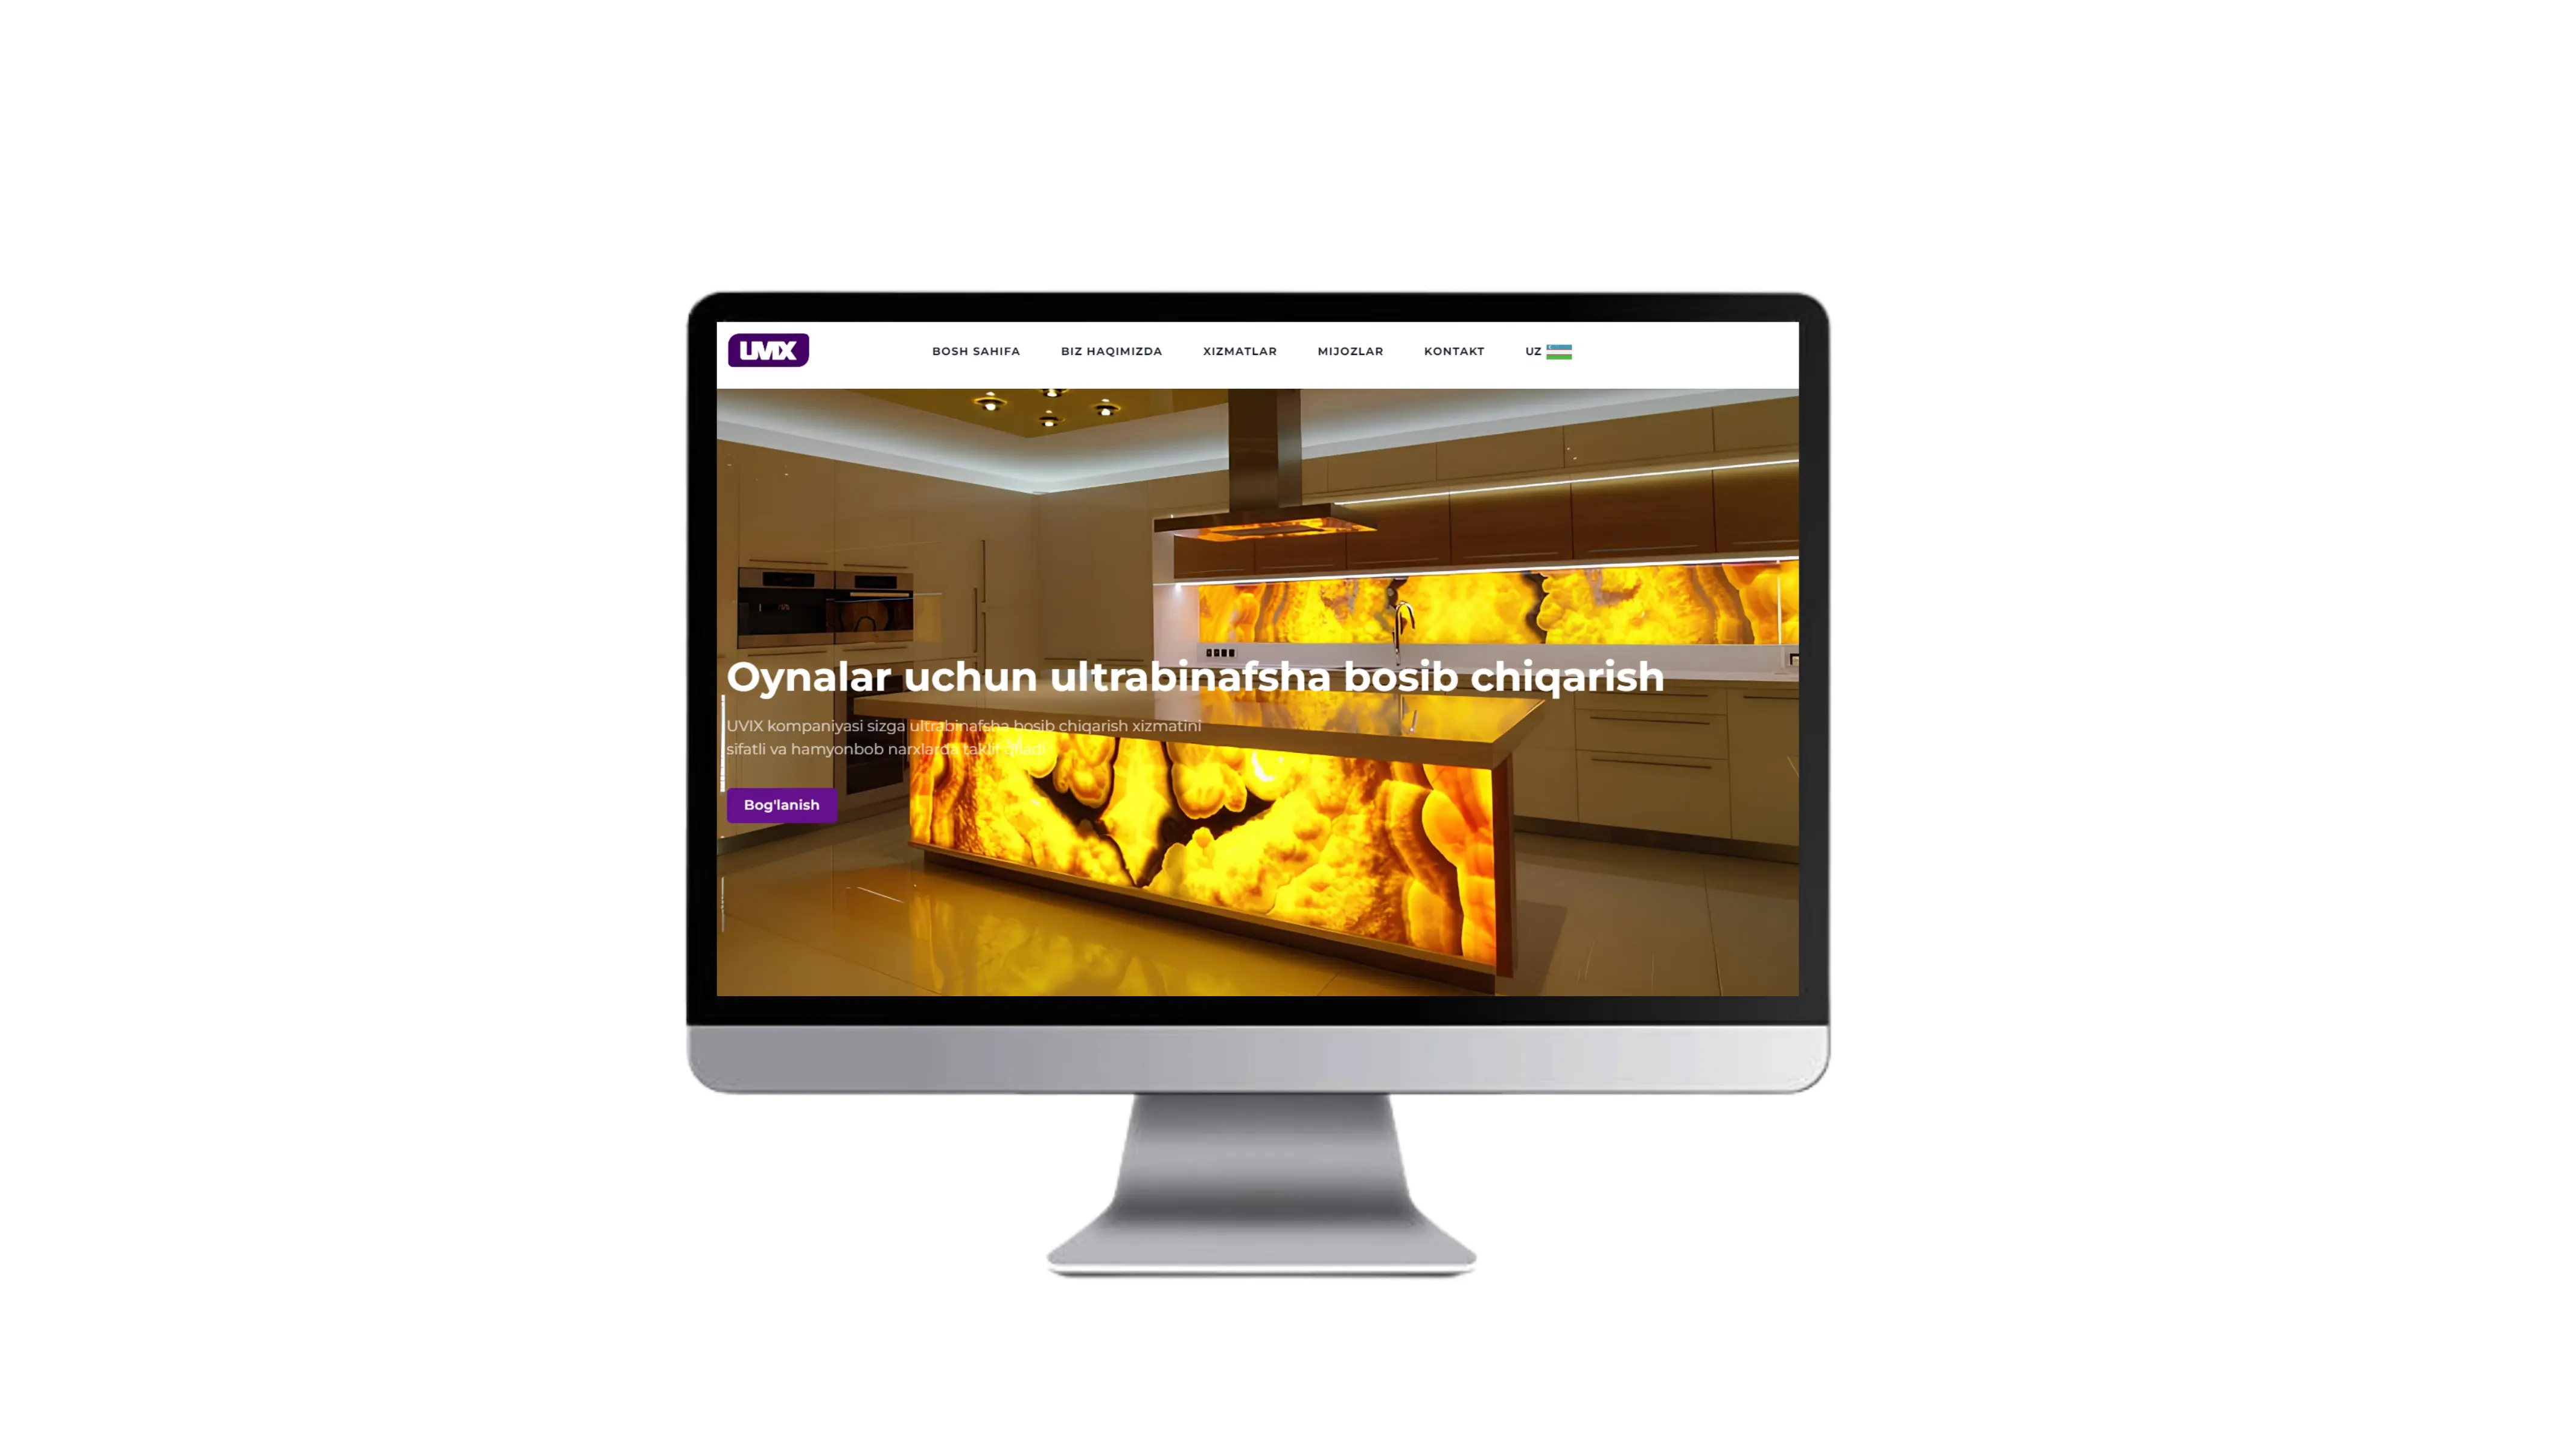 UVIX
BOSH SAHIFA
BIZ HAQIMIZDA
XIZMATLAR
MIJOZLAR
KONTAKT
UZ
Oynalar uchun ultrabinafsha bosib chiqarish
UVIX kompaniyasi sizga ultrabinafsha bosib chiqarish xizmatini
sifatli va hamyonbob narxlarda taklif qiladi
Bog'lanish